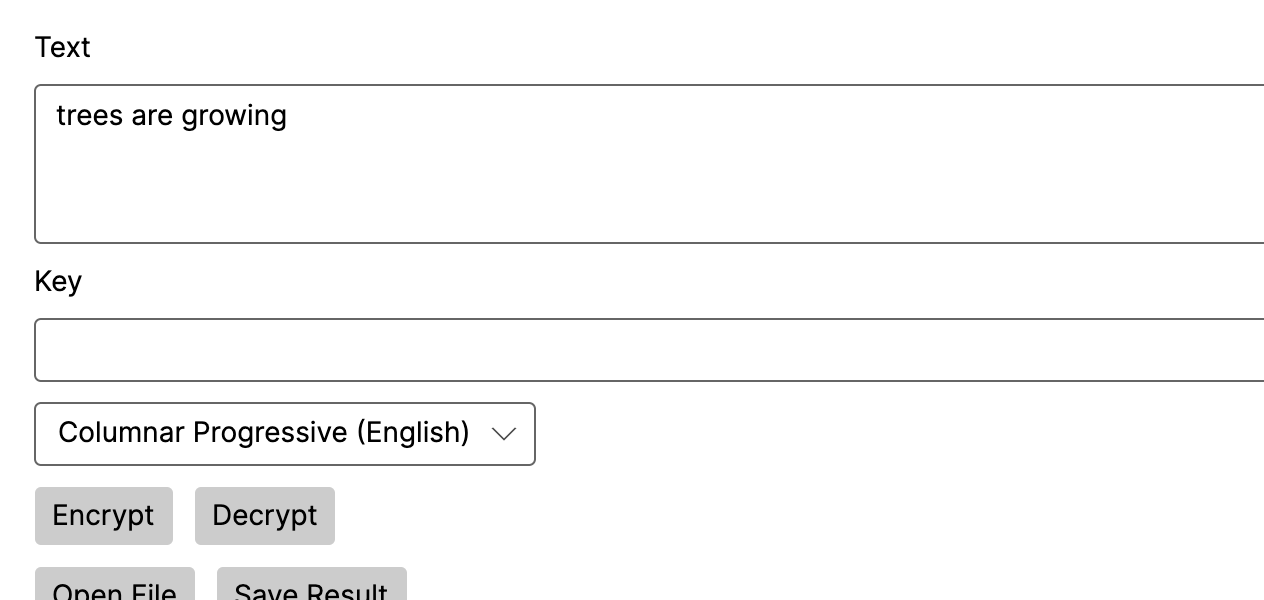 Text
trees are growing
Key
Columnar Progressive (English)
Encrypt Decrypt
Open File Save Result